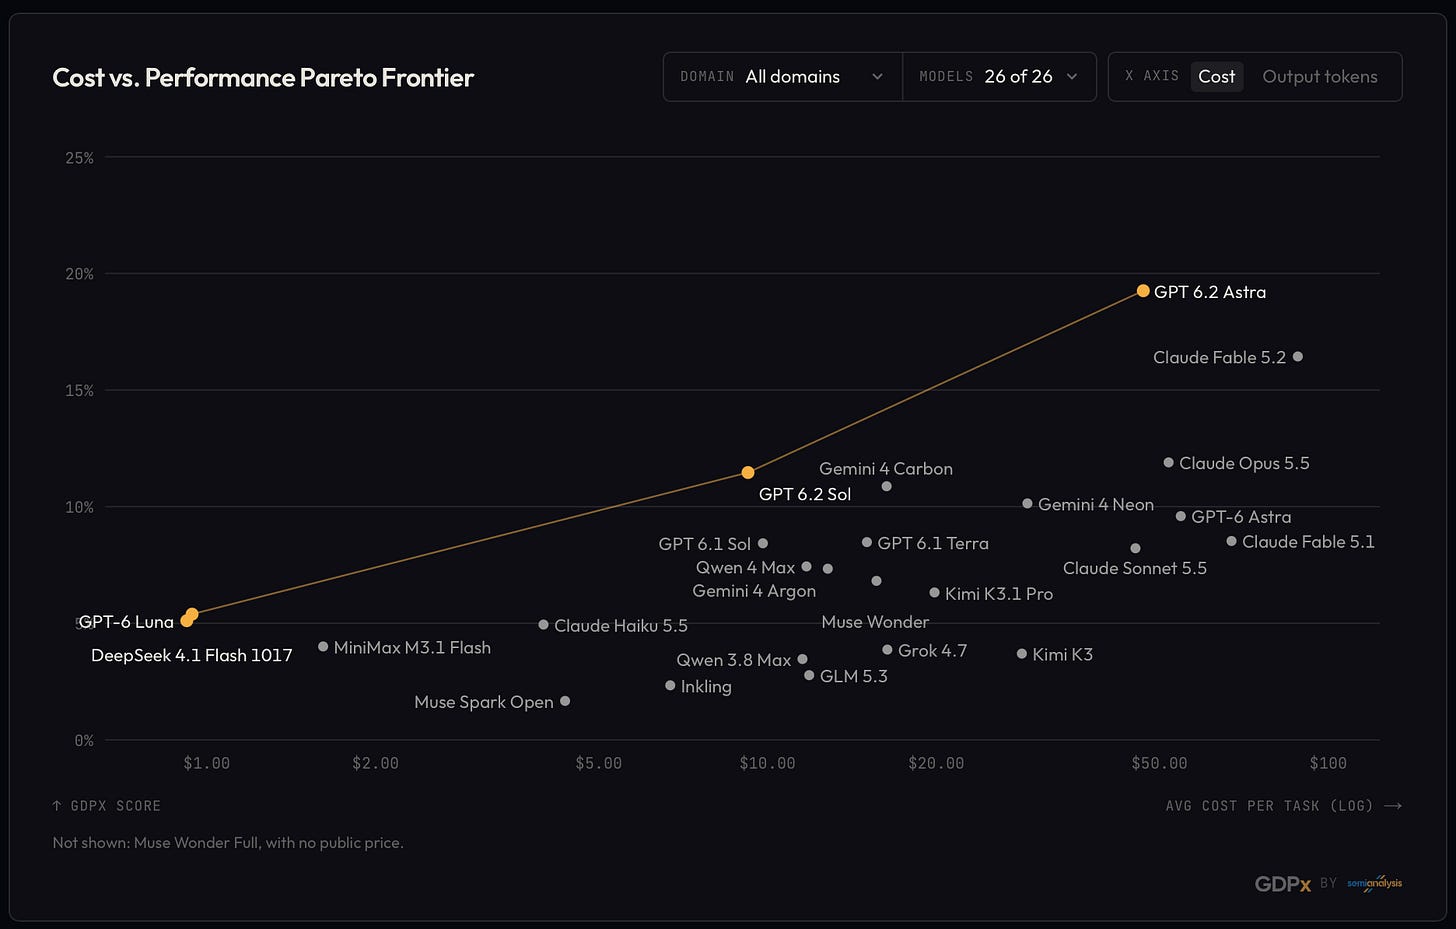 Cost vs. Performance Pareto Frontier
DOMAIN All domains
MODELS 26 of 26
X AXIS Cost Output tokens
25%
20%
GPT 6.2 Astra
Claude Fable 5.2
15%
Gemini 4 Carbon
Claude Opus 5.5
GPT 6.2 Sol
Gemini 4 Neon
10%
GPT-6 Astra
GPT 6.1 Sol
GPT 6.1 Terra
Claude Fable 5.1
Qwen 4 Max
Claude Sonnet 5.5
Gemini 4 Argon
Kimi K3.1 Pro
GPT-6 Luna
5%
Claude Haiku 5.5
Muse Wonder
DeepSeek 4.1 Flash 1017
MiniMax M3.1 Flash
Qwen 3.8 Max
Grok 4.7
Kimi K3
GLM 5.3
Inkling
Muse Spark Open
0%
$1.00 $2.00 $5.00 $10.00 $20.00 $50.00 $100
↑ GDPX SCORE
AVG COST PER TASK (LOG) →
Not shown: Muse Wonder Full, with no public price.
GDPx BY semianalysis